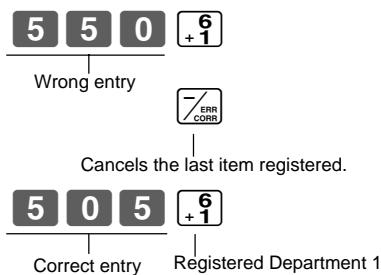 5 5 0 6 + 1
Wrong entry
−/ ERR CORR
Cancels the last item registered.
5 0 5 6 + 1
Correct entry Registered Department 1